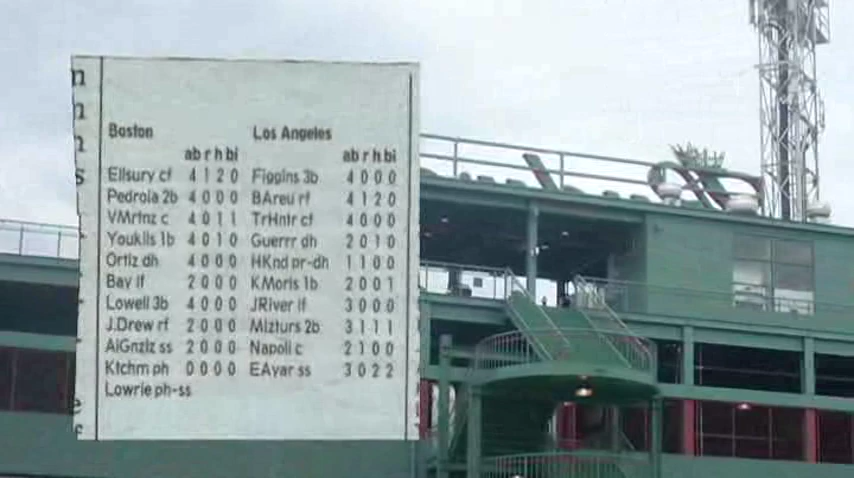 Boston Los Angeles
ab r h bi ab r h bi
Ellsury cf 4 1 2 0 Figgins 3b 4 0 0 0
Pedroia 2b 4 0 0 0 BAreu rf 4 1 2 0
VMrtnz c 4 0 1 1 TrHntr cf 4 0 0 0
Youkils 1b 4 0 1 0 Guerrr dh 2 0 1 0
Ortiz dh 4 0 0 0 HKnd pr-dh 1 1 0 0
Bay lf 2 0 0 0 KMoris 1b 2 0 0 1
Lowell 3b 4 0 0 0 JRiver lf 3 0 0 0
J.Drew rf 2 0 0 0 MIzturs 2b 3 1 1 1
AlGnzlz ss 2 0 0 0 Napoli c 2 1 0 0
Ktchm ph 0 0 0 0 EAyar ss 3 0 2 2
Lowrie ph-ss